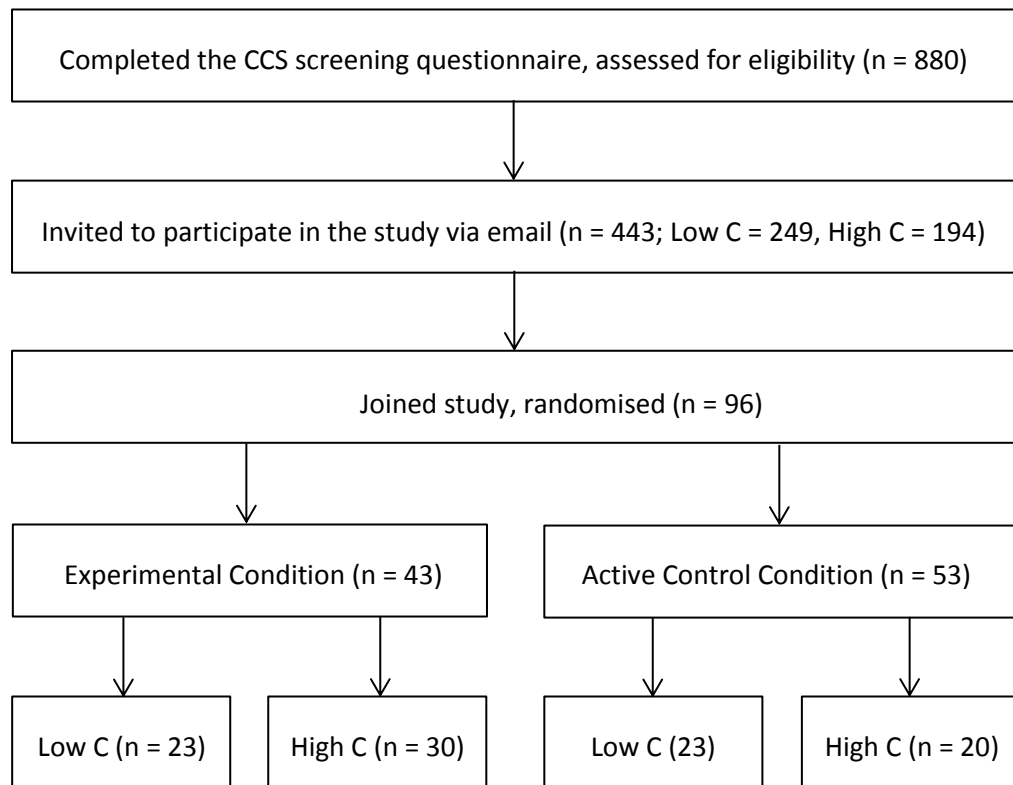 Completed the CCS screening questionnaire, assessed for eligibility (n = 880)
Invited to participate in the study via email (n = 443; Low C = 249, High C = 194)
Joined study, randomised (n = 96)
Experimental Condition (n = 43)
Active Control Condition (n = 53)
Low C (n = 23)
High C (n = 30)
Low C (23)
High C (n = 20)